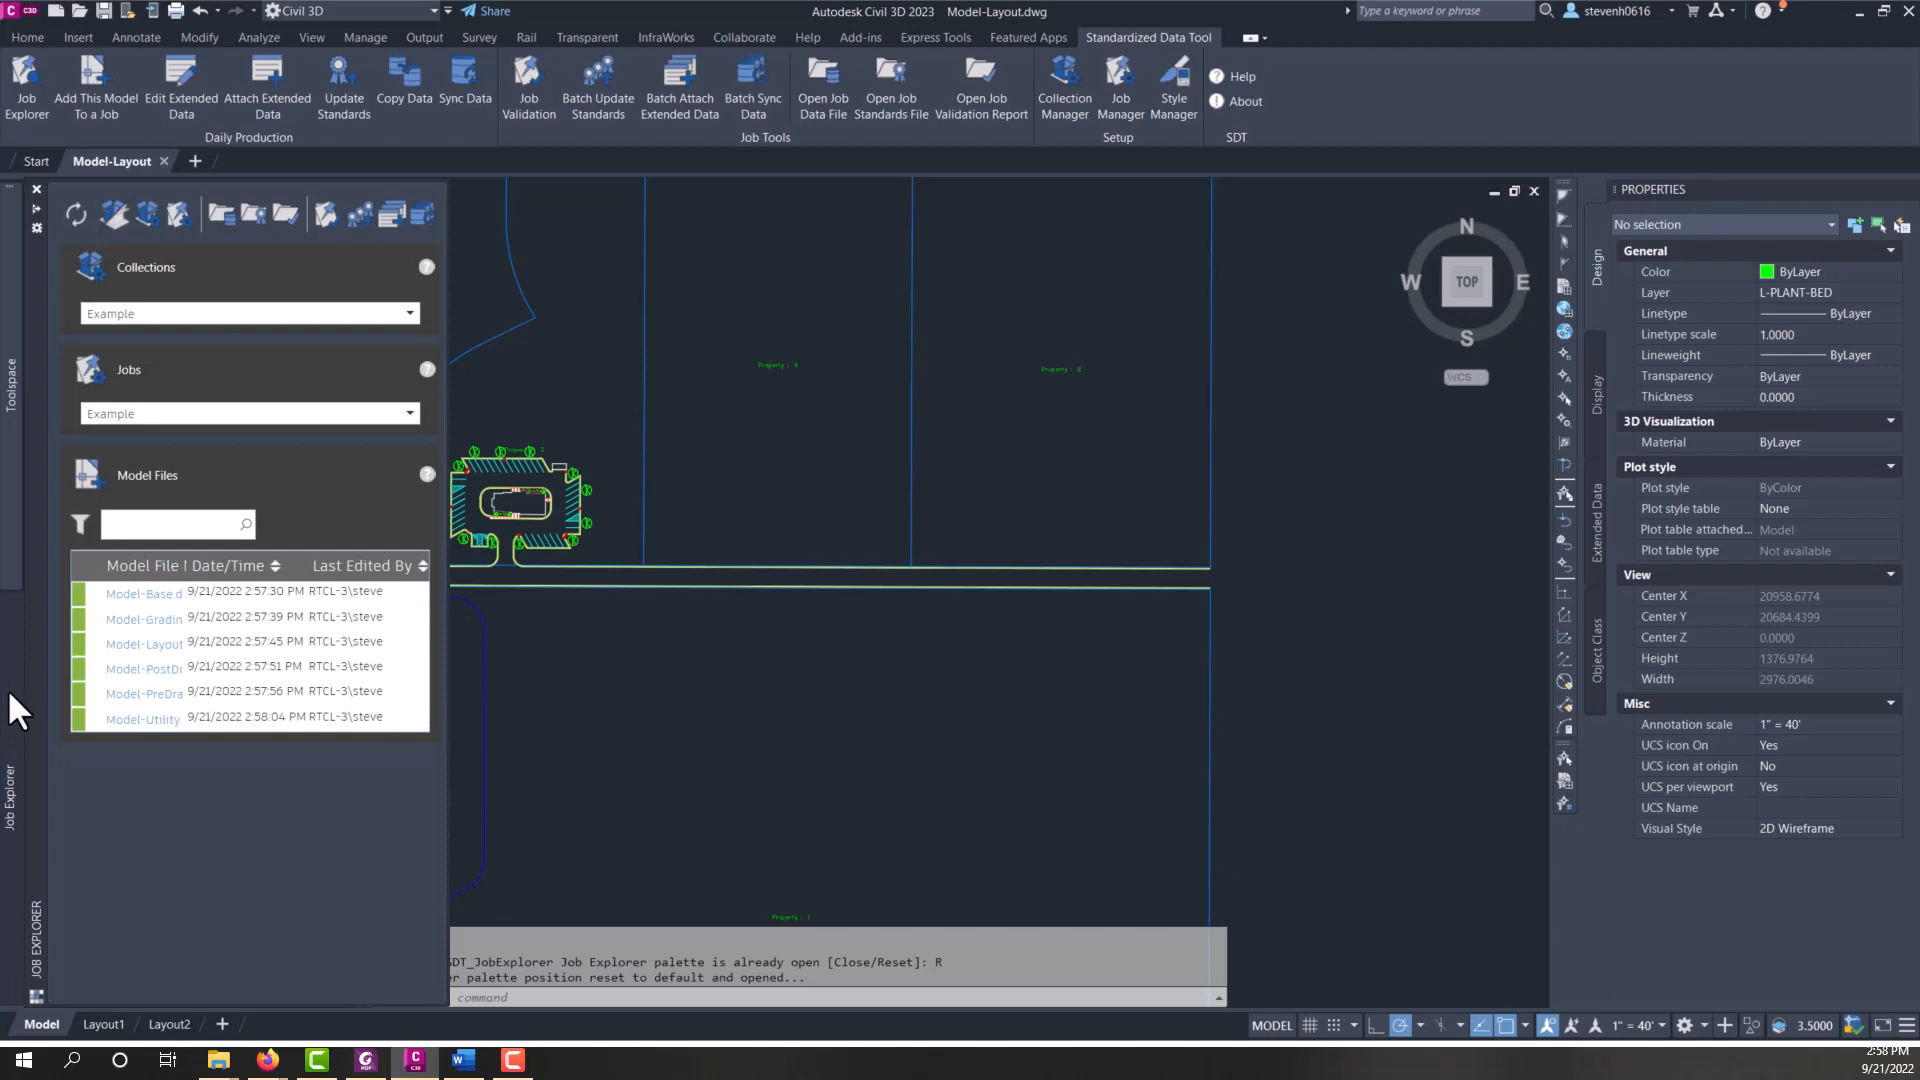 C3D Civil 3D Share Autodesk Civil 3D 2023 Model-Layout.dwg Type a keyword or phrase stevenh0616
Home Insert Annotate Modify Analyze View Manage Output Survey Rail Transparent InfraWorks Collaborate Help Add-ins Express Tools Featured Apps Standardized Data Tool
Job Explorer
Add This Model To a Job
Edit Extended Data
Attach Extended Data
Update Standards
Copy Data
Sync Data
Daily Production
Job Validation
Batch Update Standards
Batch Attach Extended Data
Batch Sync Data
Open Job Data File
Open Job Standards File
Open Job Validation Report
Job Tools
Collection Manager
Job Manager
Style Manager
Setup
Help
About
SDT
Start Model-Layout
Toolspace
Job Explorer
JOB EXPLORER
Collections
Example
Jobs
Example
Model Files
Model File Date/Time Last Edited By
Model-Base.d 9/21/2022 2:57:30 PM RTCL-3\steve
Model-Gradin 9/21/2022 2:57:39 PM RTCL-3\steve
Model-Layout 9/21/2022 2:57:45 PM RTCL-3\steve
Model-PostDr 9/21/2022 2:57:51 PM RTCL-3\steve
Model-PreDra 9/21/2022 2:57:56 PM RTCL-3\steve
Model-Utility 9/21/2022 2:58:04 PM RTCL-3\steve
Property : 4
Property : 2
Property : 1
N
W TOP E
S
WCS
SDT_JobExplorer Job Explorer palette is already open [Close/Reset]: R
er palette position reset to default and opened...
command
PROPERTIES
No selection
Design
Display
Extended Data
Object Class
General
Color ByLayer
Layer L-PLANT-BED
Linetype ByLayer
Linetype scale 1.0000
Lineweight ByLayer
Transparency ByLayer
Thickness 0.0000
3D Visualization
Material ByLayer
Plot style
Plot style ByColor
Plot style table None
Plot table attached... Model
Plot table type Not available
View
Center X 20958.6774
Center Y 20684.4399
Center Z 0.0000
Height 1376.9764
Width 2976.0046
Misc
Annotation scale 1" = 40'
UCS icon On Yes
UCS icon at origin No
UCS per viewport Yes
UCS Name
Visual Style 2D Wireframe
Model Layout1 Layout2
MODEL 1" = 40' 3.5000
2:58 PM
9/21/2022